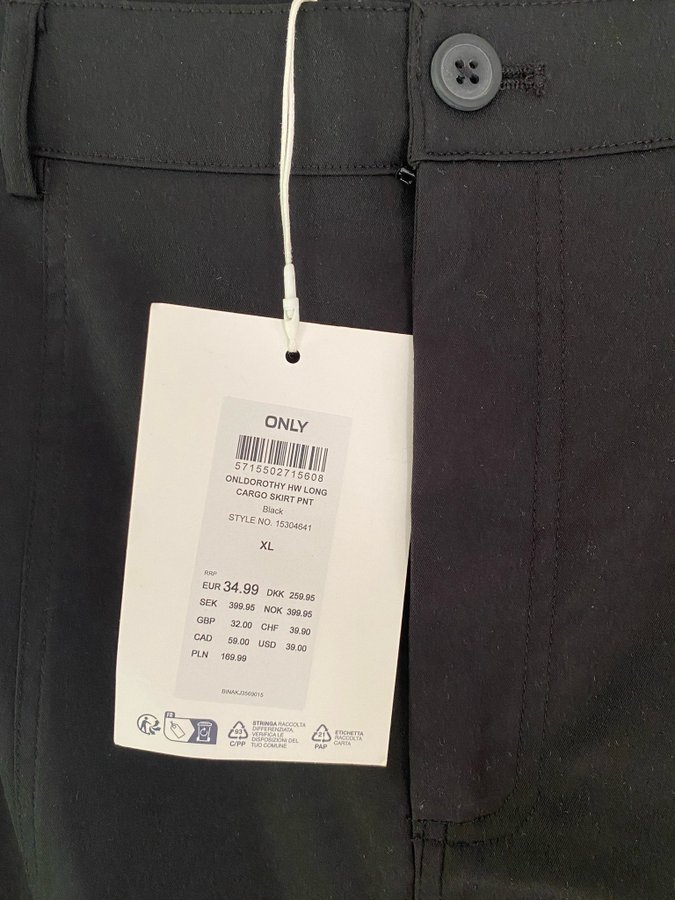 ONLY
5715502715608
ONLDOROTHY HW LONG
CARGO SKIRT PNT
Black
STYLE NO. 15304641
XL
RRP
EUR 34.99 DKK 259.95
SEK 399.95 NOK 399.95
GBP 32.00 CHF 39.90
CAD 59.00 USD 39.00
PLN 169.99
BINAKJ3569015
FR
93
C/PP
STRINGA RACCOLTA
DIFFERENZIATA.
VERIFICA LE
DISPOSIZIONI DEL
TUO COMUNE
21
PAP
ETICHETTA
RACCOLTA
CARTA